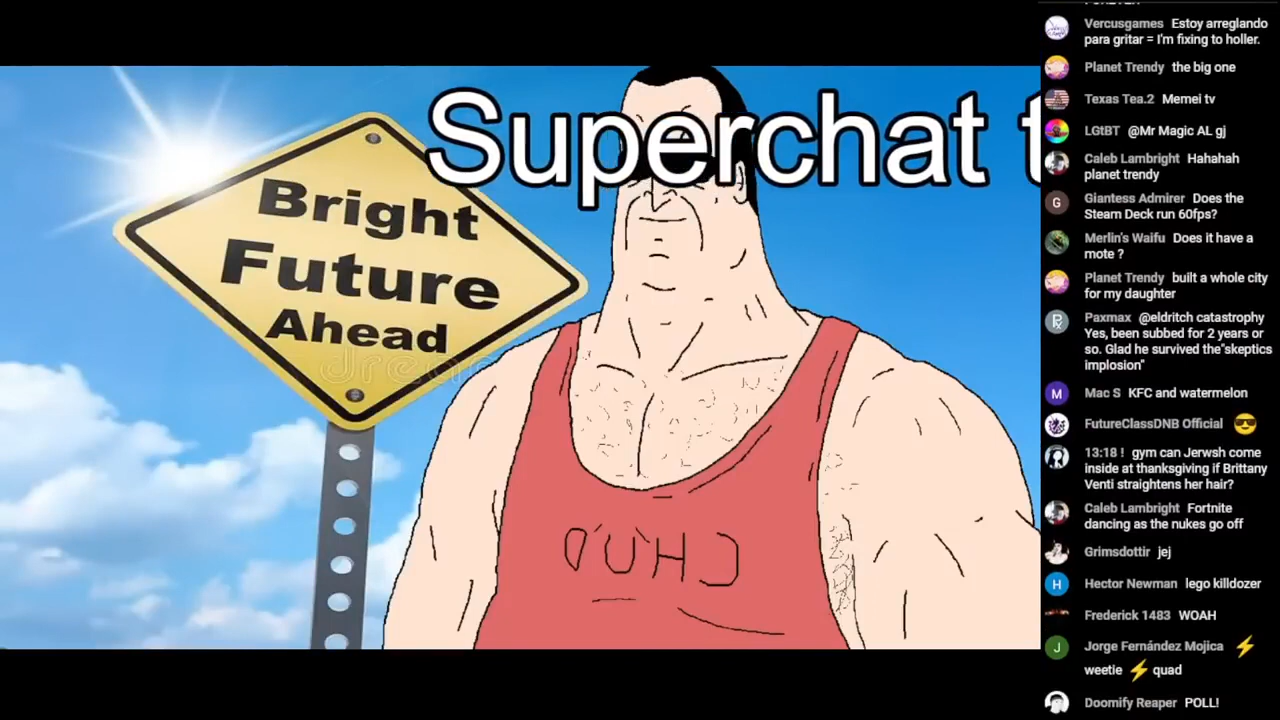 Bright
Future
Ahead
Superchat t
CHUD
Vercusgames Estoy arreglando
para gritar = I'm fixing to holler.
Planet Trendy the big one
Texas Tea.2 Memei tv
LGtBT @Mr Magic AL gj
Caleb Lambright Hahahah
planet trendy
Giantess Admirer Does the
Steam Deck run 60fps?
Merlin's Waifu Does it have a
mote ?
Planet Trendy built a whole city
for my daughter
Paxmax @eldritch catastrophy
Yes, been subbed for 2 years or
so. Glad he survived the"skeptics
implosion"
Mac S KFC and watermelon
FutureClassDNB Official 😎
13:18 ! gym can Jerwsh come
inside at thanksgiving if Brittany
Venti straightens her hair?
Caleb Lambright Fortnite
dancing as the nukes go off
Grimsdottir jej
Hector Newman lego killdozer
Frederick 1483 WOAH
Jorge Fernández Mojica ⚡
weetie ⚡ quad
Doomify Reaper POLL!